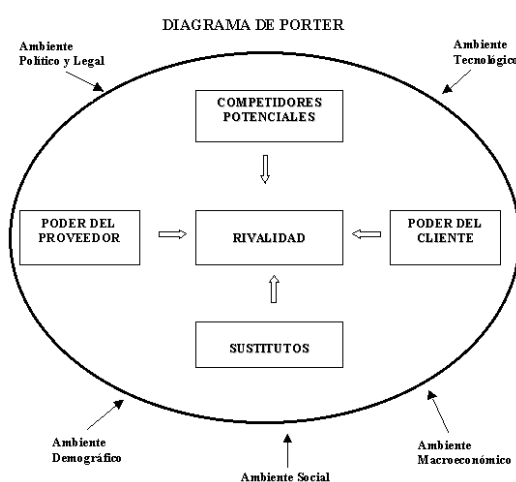 DIAGRAMA DE PORTER
Ambiente
Político y Legal
Ambiente
Tecnológico
COMPETIDORES
POTENCIALES
PODER DEL
PROVEEDOR
RIVALIDAD
PODER DEL
CLIENTE
SUSTITUTOS
Ambiente
Demográfico
Ambiente Social
Ambiente
Macroeconómico